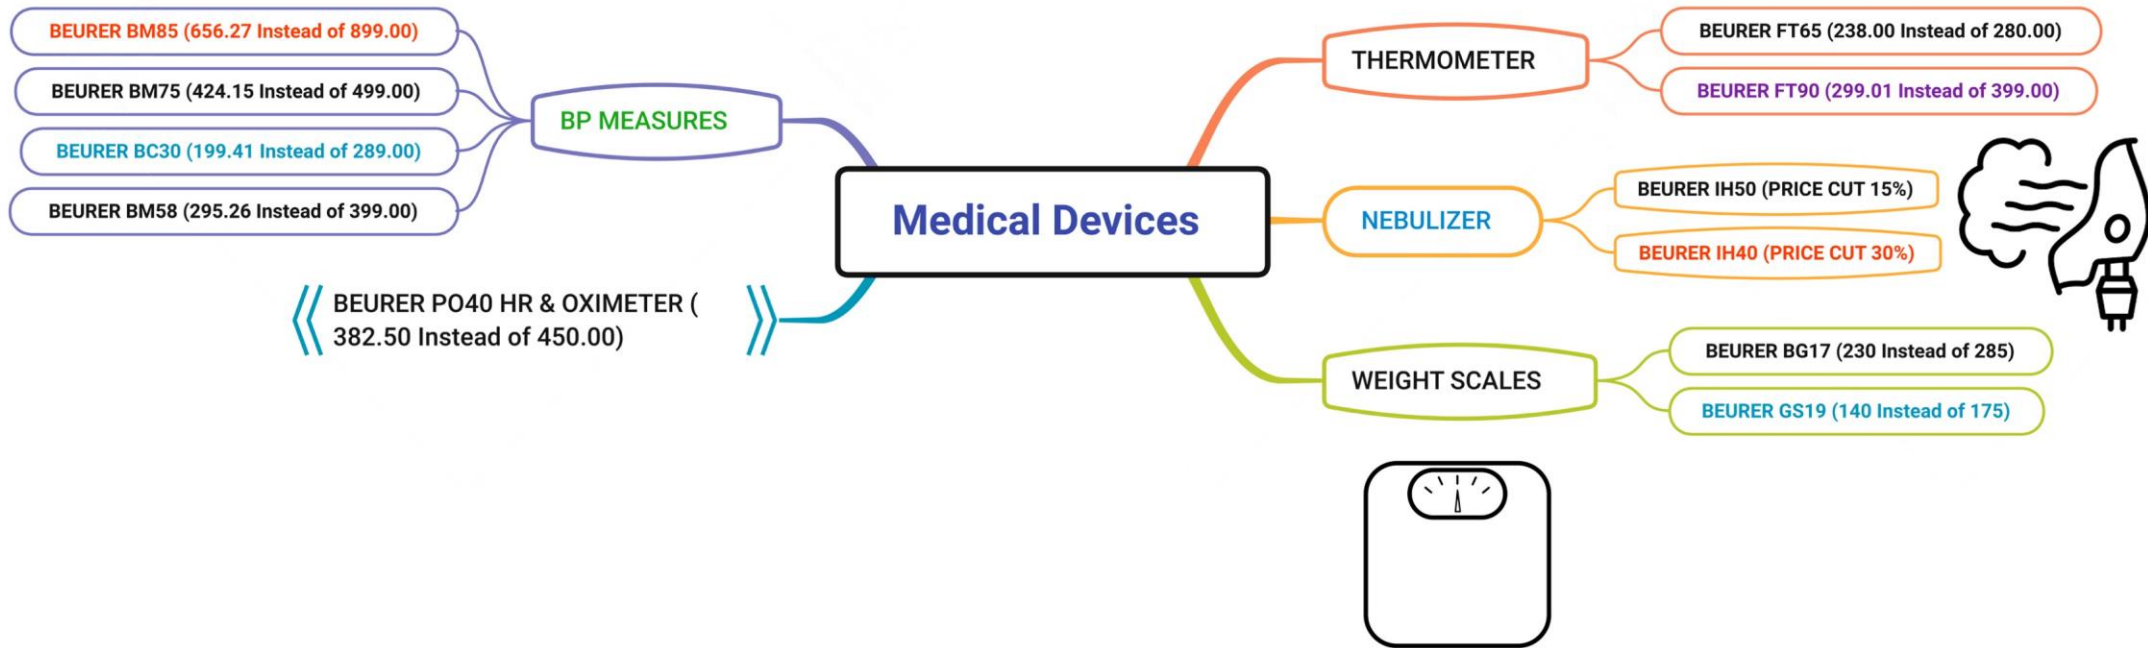 BEURER BM85 (656.27 Instead of 899.00)
BEURER BM75 (424.15 Instead of 499.00)
BEURER BC30 (199.41 Instead of 289.00)
BEURER BM58 (295.26 Instead of 399.00)
BP MEASURES
BEURER PO40 HR & OXIMETER (
382.50 Instead of 450.00)
Medical Devices
THERMOMETER
BEURER FT65 (238.00 Instead of 280.00)
BEURER FT90 (299.01 Instead of 399.00)
NEBULIZER
BEURER IH50 (PRICE CUT 15%)
BEURER IH40 (PRICE CUT 30%)
WEIGHT SCALES
BEURER BG17 (230 Instead of 285)
BEURER GS19 (140 Instead of 175)